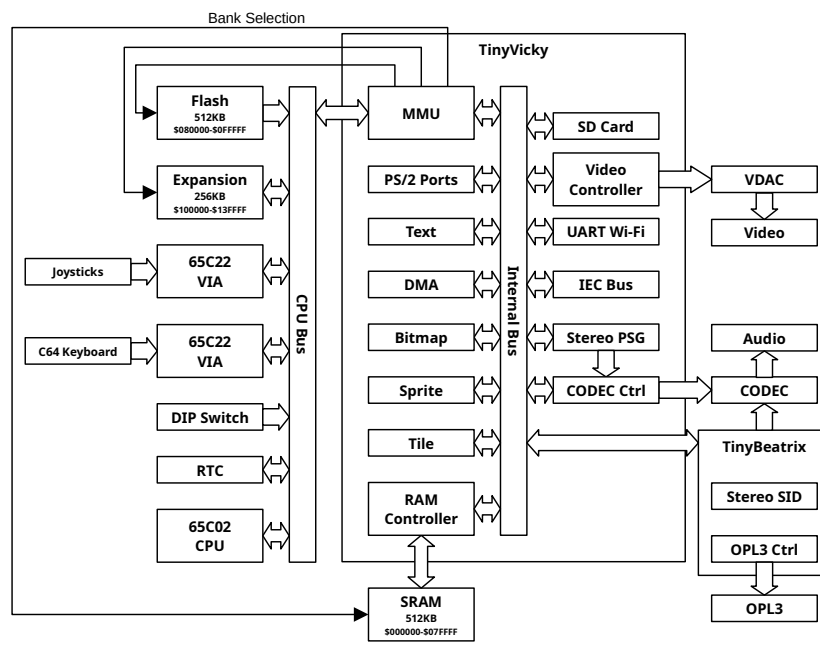 Bank Selection
TinyVicky
Flash
512KB
$080000-$0FFFFF
MMU
SD Card
Expansion
256KB
$100000-$13FFFF
PS/2 Ports
Video
Controller
VDAC
Text
UART Wi-Fi
Video
Joysticks
65C22
VIA
DMA
IEC Bus
CPU Bus
Internal Bus
C64 Keyboard
65C22
VIA
Bitmap
Stereo PSG
Audio
DIP Switch
Sprite
CODEC Ctrl
CODEC
RTC
Tile
TinyBeatrix
65C02
CPU
RAM
Controller
Stereo SID
OPL3 Ctrl
SRAM
512KB
$000000-$07FFFF
OPL3